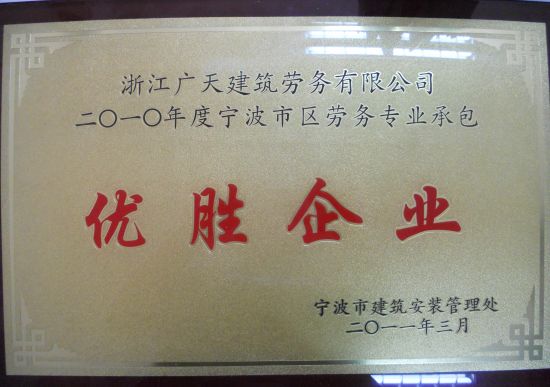 浙江广天建筑劳务有限公司
二〇一〇年度宁波市区劳务专业承包
优胜企业
宁波市建筑安装管理处
二〇一一年三月